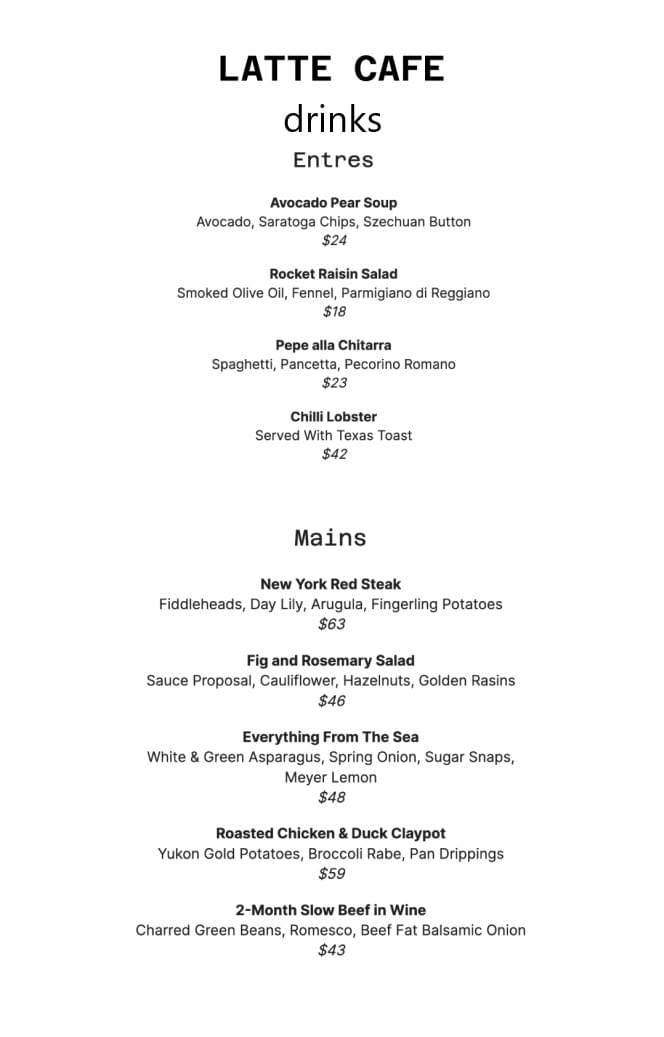 LATTE CAFE
drinks
Entres
Avocado Pear Soup
Avocado, Saratoga Chips, Szechuan Button
$24
Rocket Raisin Salad
Smoked Olive Oil, Fennel, Parmigiano di Reggiano
$18
Pepe alla Chitarra
Spaghetti, Pancetta, Pecorino Romano
$23
Chilli Lobster
Served With Texas Toast
$42
Mains
New York Red Steak
Fiddleheads, Day Lily, Arugula, Fingerling Potatoes
$63
Fig and Rosemary Salad
Sauce Proposal, Cauliflower, Hazelnuts, Golden Rasins
$46
Everything From The Sea
White & Green Asparagus, Spring Onion, Sugar Snaps,
Meyer Lemon
$48
Roasted Chicken & Duck Claypot
Yukon Gold Potatoes, Broccoli Rabe, Pan Drippings
$59
2-Month Slow Beef in Wine
Charred Green Beans, Romesco, Beef Fat Balsamic Onion
$43